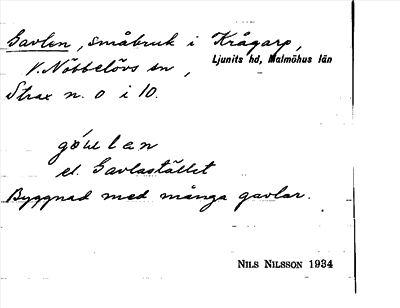 Gavlen, småbruk i Krågarp,
V. Nöbbelövs sn, Ljunits hd, Malmöhus län
Strax n. o i 10.
el. Gavlastället
Byggnad med många gavlar.
NILS NILSSON 1934